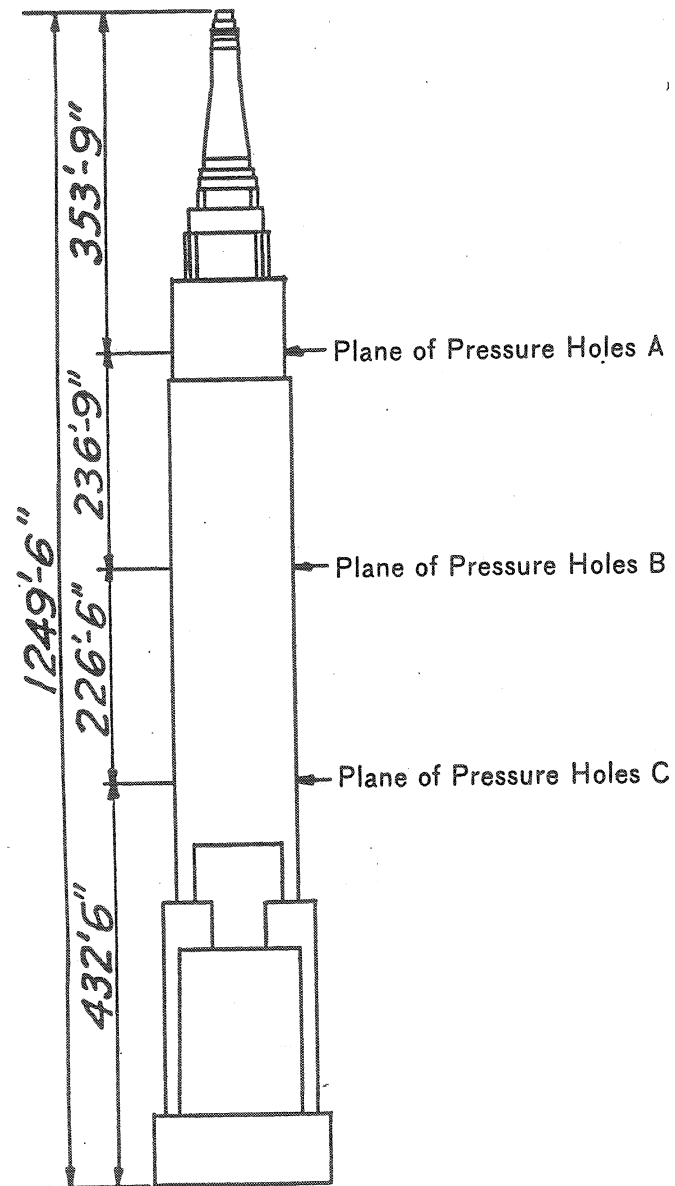 353'-9"
Plane of Pressure Holes A
236'-9"
1249'-6"
Plane of Pressure Holes B
226'-6"
Plane of Pressure Holes C
432'6"